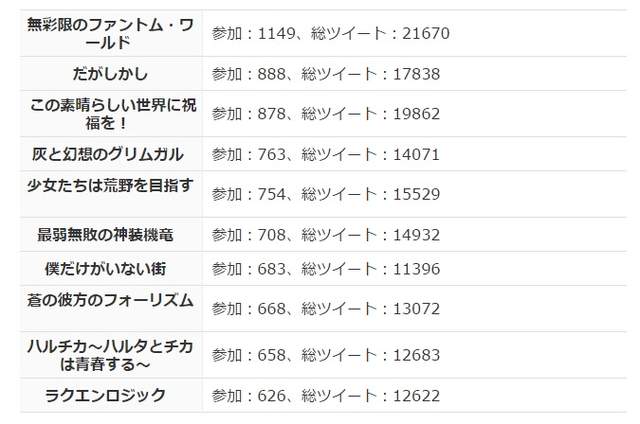 無彩限のファントム・ワ
ールド
参加：1149、総ツイート：21670
だがしかし
参加：888、総ツイート：17838
この素晴らしい世界に祝
福を！
参加：878、総ツイート：19862
灰と幻想のグリムガル
参加：763、総ツイート：14071
少女たちは荒野を目指す
参加：754、総ツイート：15529
最弱無敗の神装機竜
参加：708、総ツイート：14932
僕だけがいない街
参加：683、総ツイート：11396
蒼の彼方のフォーリズム
参加：668、総ツイート：13072
ハルチカ～ハルタとチカ
は青春する～
参加：658、総ツイート：12683
ラクエンロジック
参加：626、総ツイート：12622